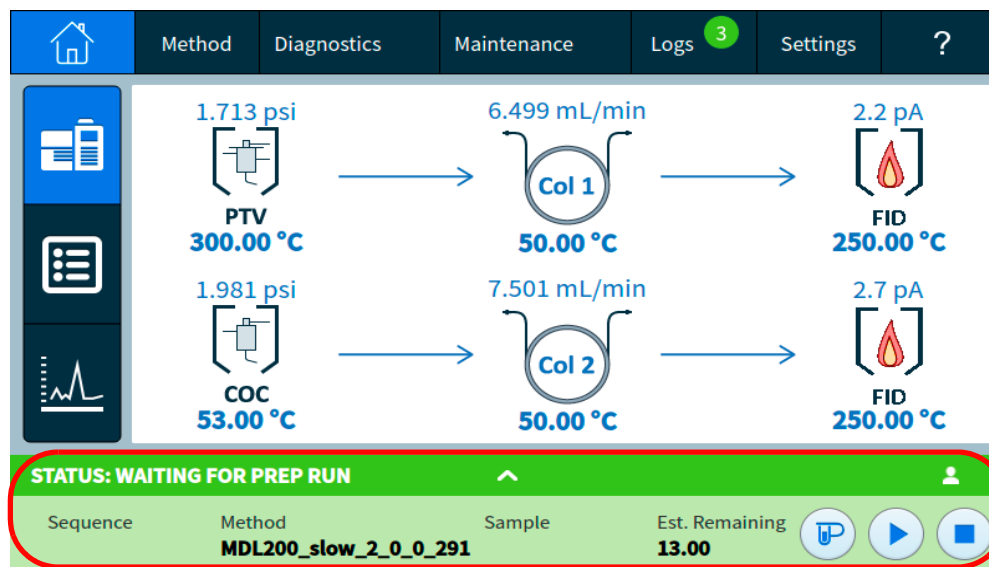 Method Diagnostics Maintenance Logs 3 Settings ?
1.713 psi 6.499 mL/min 2.2 pA
Col 1
PTV FID
300.00 °C 50.00 °C 250.00 °C
1.981 psi 7.501 mL/min 2.7 pA
Col 2
COC FID
53.00 °C 50.00 °C 250.00 °C
STATUS: WAITING FOR PREP RUN
Sequence Method Sample Est. Remaining
MDL200_slow_2_0_0_291 13.00